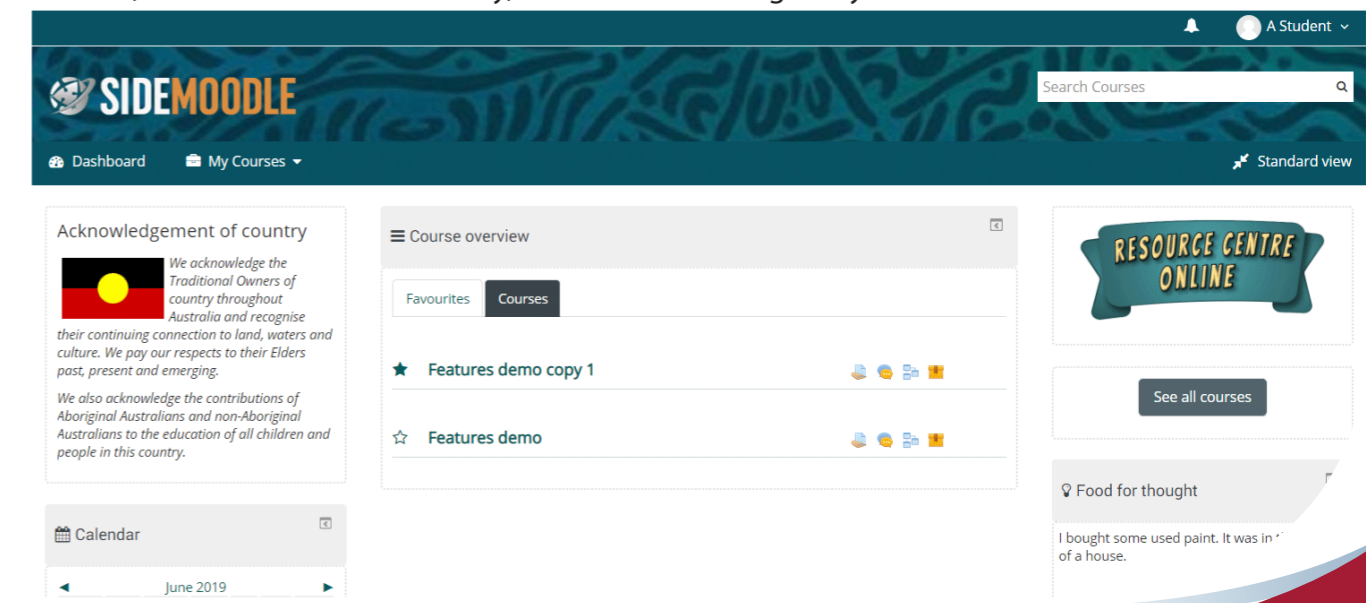 A Student
SIDEMOODLE
Search Courses
Dashboard
My Courses
Standard view
Acknowledgement of country
We acknowledge the
Traditional Owners of
country throughout
Australia and recognise
their continuing connection to land, waters and
culture. We pay our respects to their Elders
past, present and emerging.
We also acknowledge the contributions of
Aboriginal Australians and non-Aboriginal
Australians to the education of all children and
people in this country.
Calendar
June 2019
Course overview
Favourites
Courses
Features demo copy 1
Features demo
RESOURCE CENTRE
ONLINE
See all courses
Food for thought
I bought some used paint. It was in
of a house.